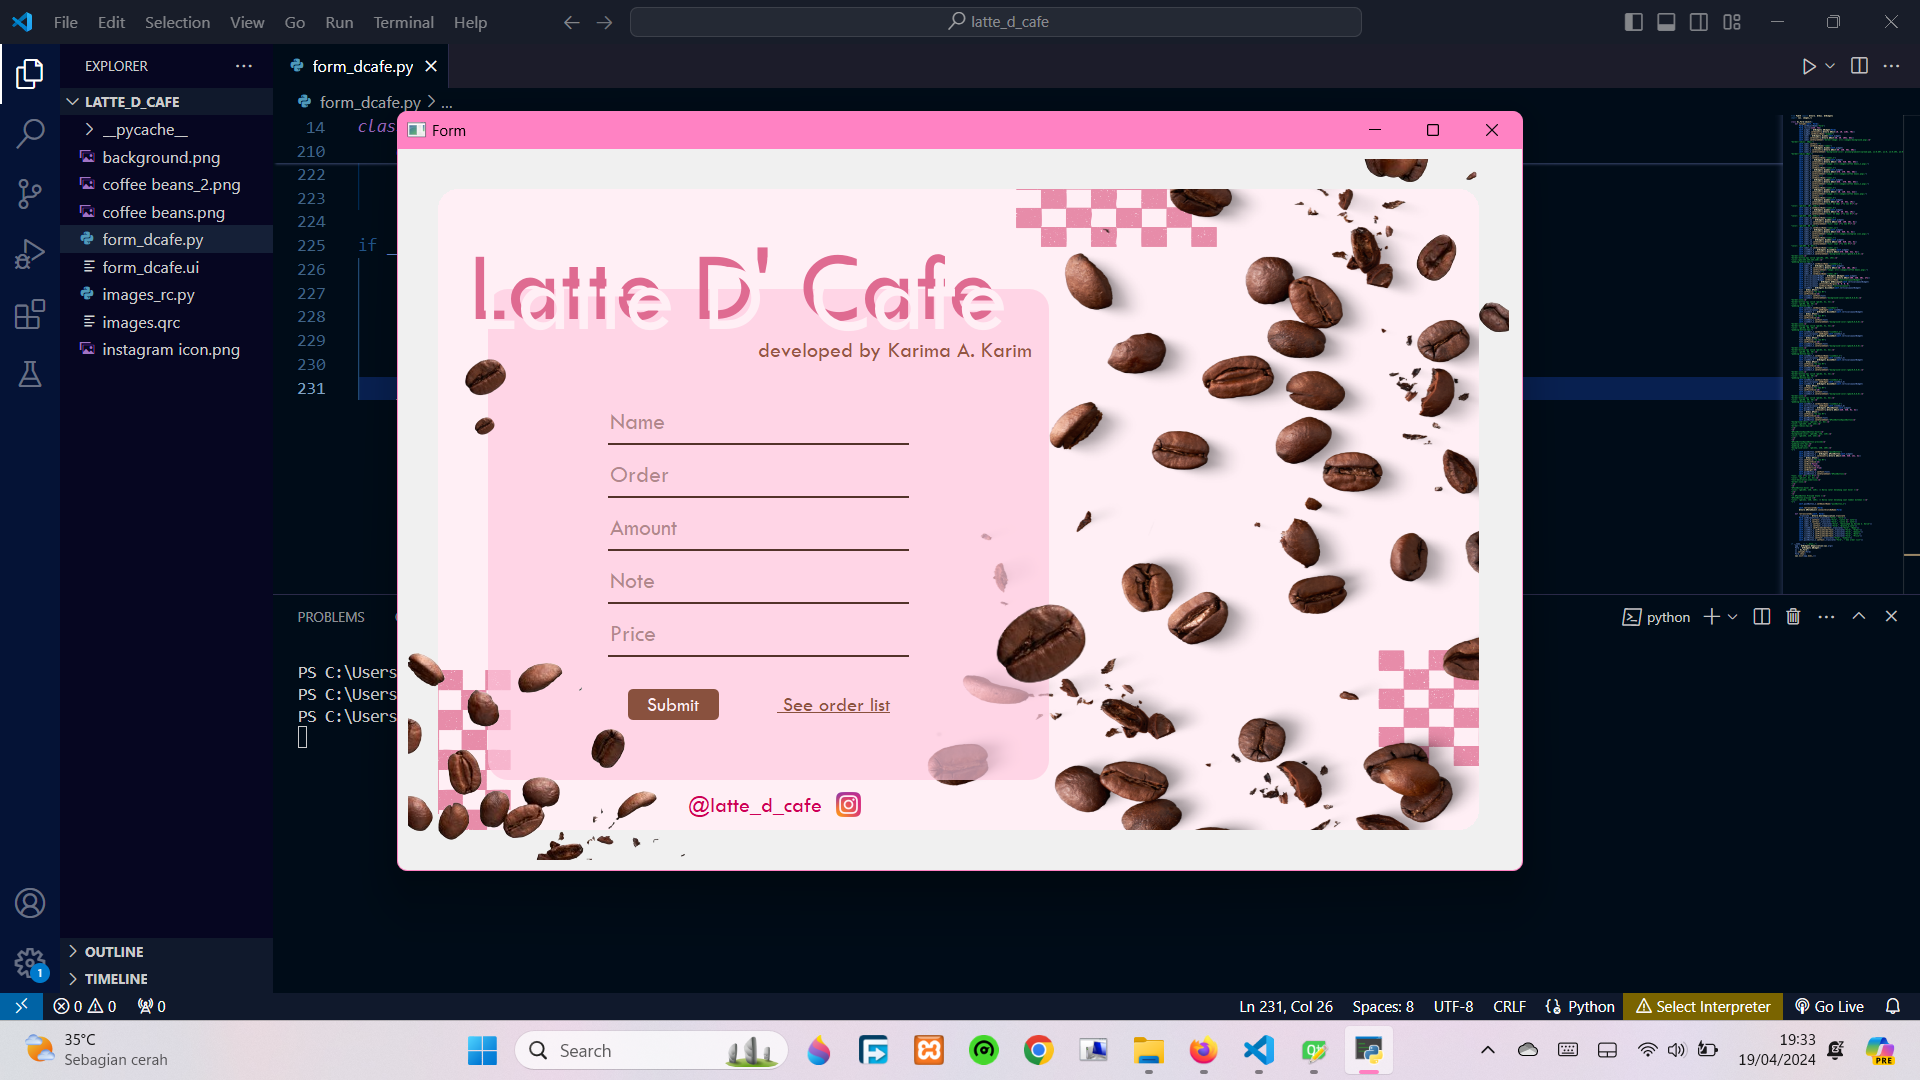 File Edit Selection View Go Run Terminal Help
latte_d_cafe
EXPLORER
form_dcafe.py
LATTE_D_CAFE
form_dcafe.py > ...
__pycache__
background.png
coffee beans_2.png
coffee beans.png
form_dcafe.py
form_dcafe.ui
images_rc.py
images.qrc
instagram icon.png
14 clas
210
222
223
224
225 if _
226
227
228
229
230
231
Form
Latte D' Cafe
Latte D' Cafe
developed by Karima A. Karim
Name
Order
Amount
Note
Price
Submit
See order list
@latte_d_cafe
PROBLEMS
python
PS C:\Users
PS C:\Users
PS C:\Users
OUTLINE
TIMELINE
1
0 0 0
Ln 231, Col 26 Spaces: 8 UTF-8 CRLF Python Select Interpreter Go Live
35°C
Sebagian cerah
Search
19:33
19/04/2024
PRE